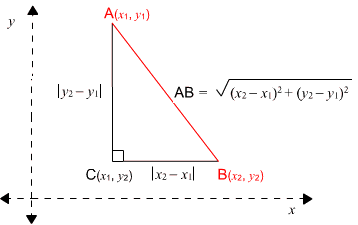 y
A(x₁, y₁)
|y₂ – y₁|
AB = √(x₂ – x₁)² + (y₂ – y₁)²
C(x₁, y₂)
|x₂ – x₁|
B(x₂, y₂)
x